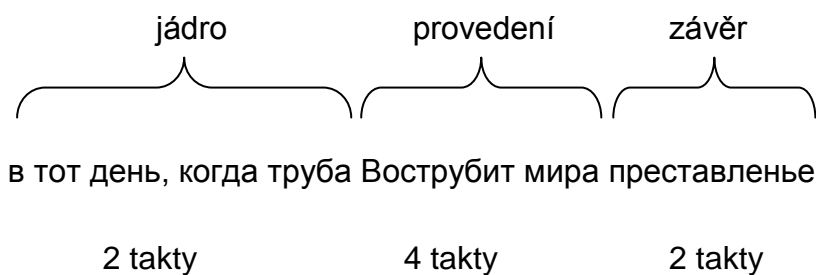 jádro provedení závěr
в тот день, когда труба Вострубит мира преставленье
2 takty 4 takty 2 takty